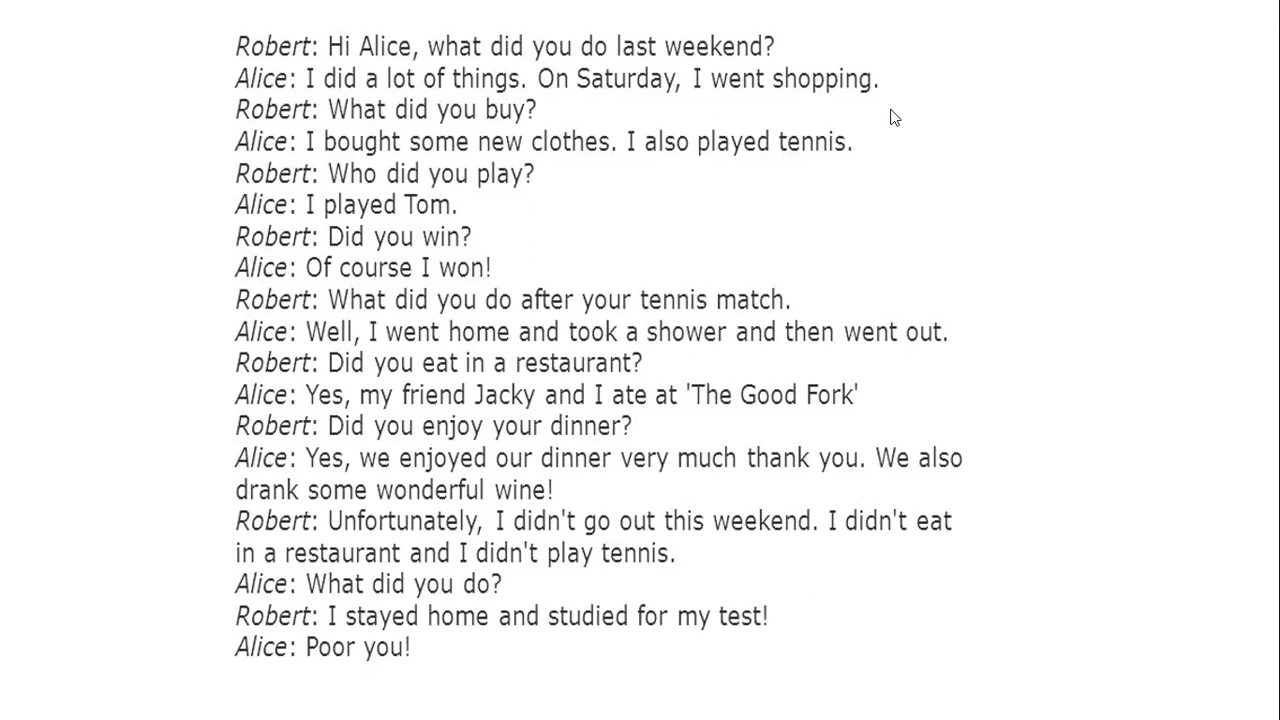 Robert: Hi Alice, what did you do last weekend?
Alice: I did a lot of things. On Saturday, I went shopping.
Robert: What did you buy?
Alice: I bought some new clothes. I also played tennis.
Robert: Who did you play?
Alice: I played Tom.
Robert: Did you win?
Alice: Of course I won!
Robert: What did you do after your tennis match.
Alice: Well, I went home and took a shower and then went out.
Robert: Did you eat in a restaurant?
Alice: Yes, my friend Jacky and I ate at 'The Good Fork'
Robert: Did you enjoy your dinner?
Alice: Yes, we enjoyed our dinner very much thank you. We also
drank some wonderful wine!
Robert: Unfortunately, I didn't go out this weekend. I didn't eat
in a restaurant and I didn't play tennis.
Alice: What did you do?
Robert: I stayed home and studied for my test!
Alice: Poor you!